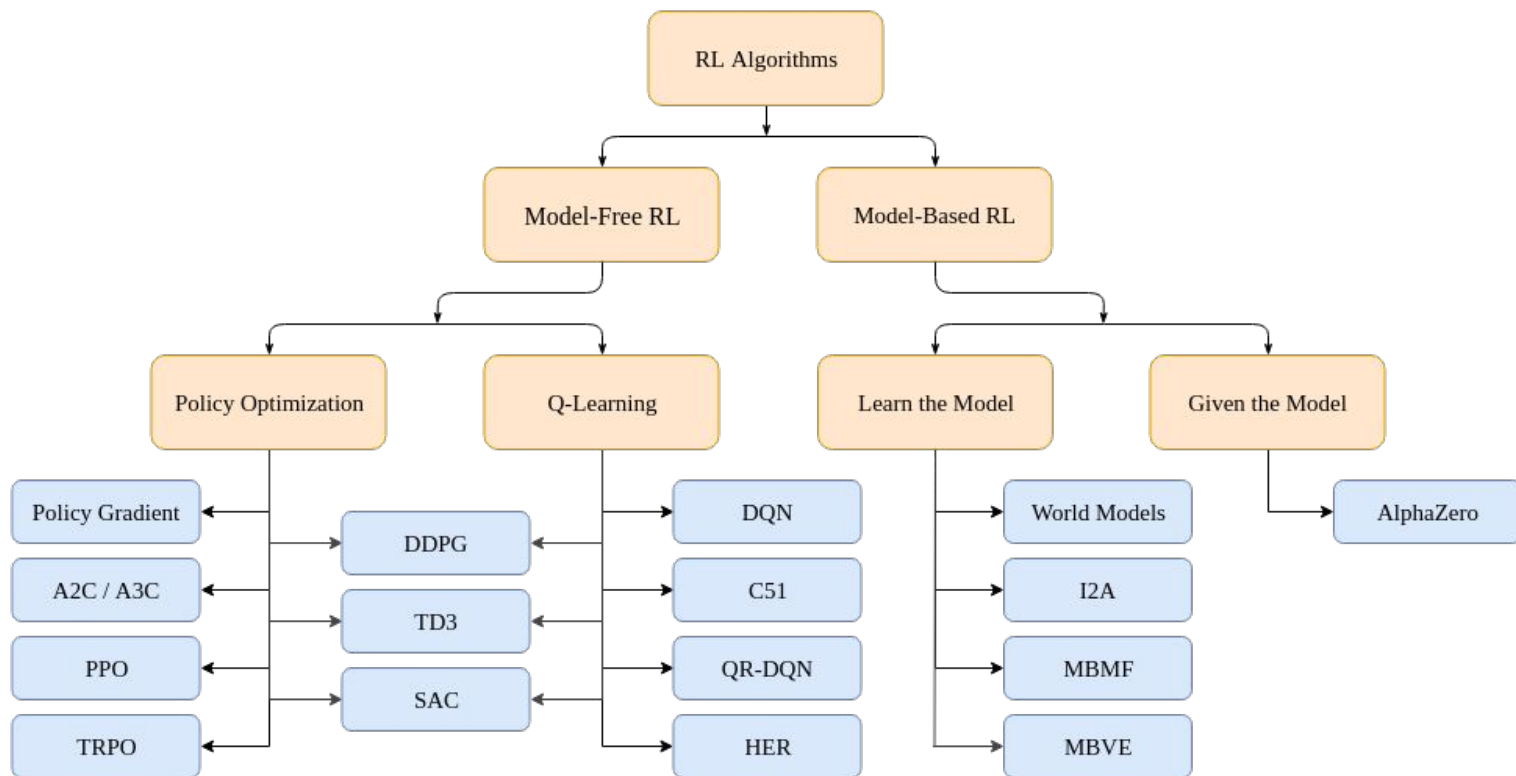 RL Algorithms
Model-Free RL
Model-Based RL
Policy Optimization
Q-Learning
Learn the Model
Given the Model
Policy Gradient
DDPG
DQN
World Models
AlphaZero
A2C / A3C
TD3
C51
I2A
PPO
SAC
QR-DQN
MBMF
TRPO
HER
MBVE